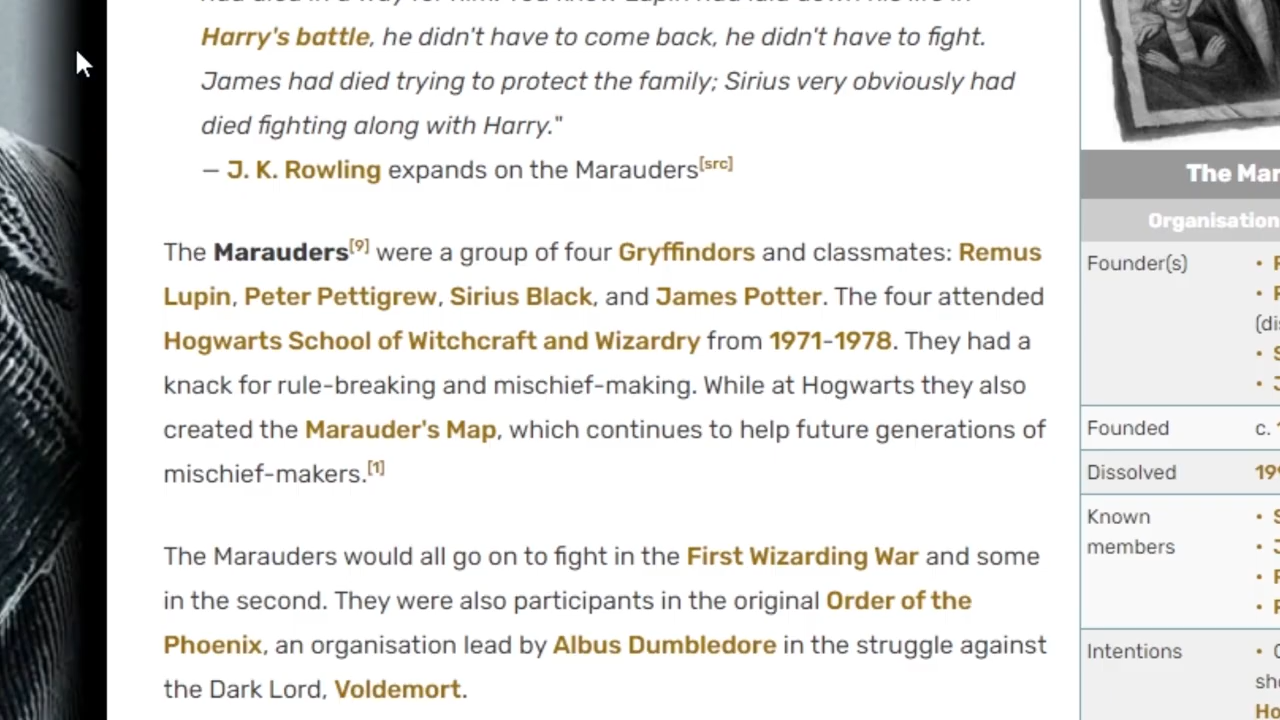 Harry's battle, he didn't have to come back, he didn't have to fight.
James had died trying to protect the family; Sirius very obviously had
died fighting along with Harry."
— J. K. Rowling expands on the Marauders[src]
The Marauders[9] were a group of four Gryffindors and classmates: Remus
Lupin, Peter Pettigrew, Sirius Black, and James Potter. The four attended
Hogwarts School of Witchcraft and Wizardry from 1971-1978. They had a
knack for rule-breaking and mischief-making. While at Hogwarts they also
created the Marauder's Map, which continues to help future generations of
mischief-makers.[1]
The Marauders would all go on to fight in the First Wizarding War and some
in the second. They were also participants in the original Order of the
Phoenix, an organisation lead by Albus Dumbledore in the struggle against
the Dark Lord, Voldemort.
The Mar
Organisation
Founder(s)
Founded
c.
Dissolved
199
Known
members
Intentions
Ho